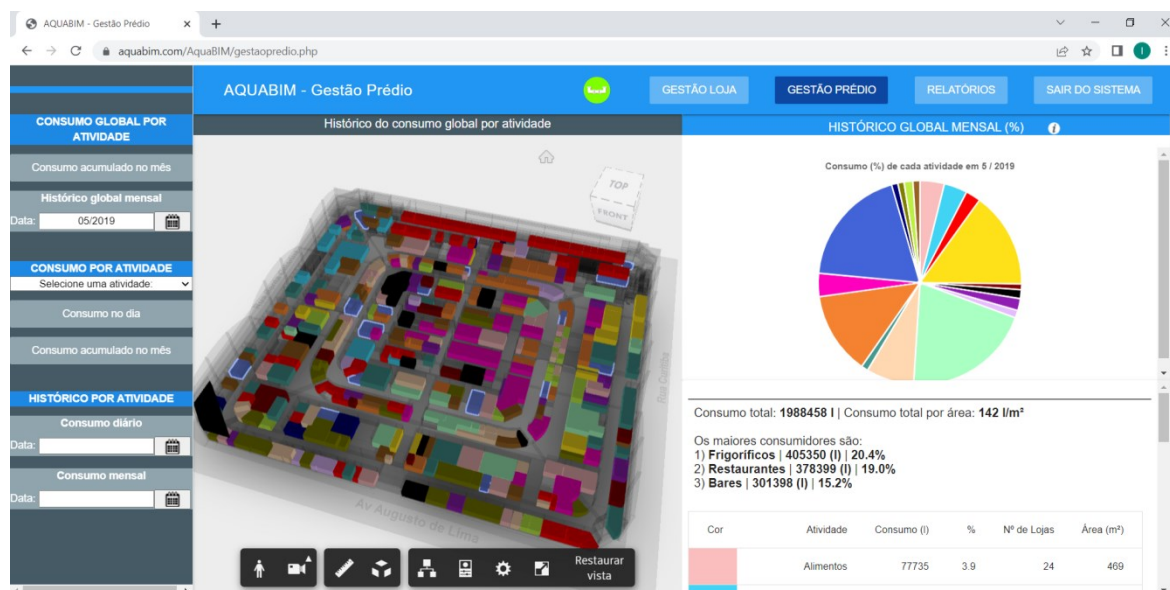 AQUABIM - Gestão Prédio
aquabim.com/AquaBIM/gestaopredio.php
AQUABIM - Gestão Prédio
GESTÃO LOJA
GESTÃO PRÉDIO
RELATÓRIOS
SAIR DO SISTEMA
CONSUMO GLOBAL POR
ATIVIDADE
Consumo acumulado no mês
Histórico global mensal
Data: 05/2019
CONSUMO POR ATIVIDADE
Selecione uma atividade:
Consumo no dia
Consumo acumulado no mês
HISTÓRICO POR ATIVIDADE
Consumo diário
Data:
Consumo mensal
Data:
Histórico do consumo global por atividade
TOP
FRONT
Rua Curitiba
Av Augusto de Lima
Restaurar
vista
HISTÓRICO GLOBAL MENSAL (%)
Consumo (%) de cada atividade em 5 / 2019
Consumo total: 1988458 l | Consumo total por área: 142 l/m²
Os maiores consumidores são:
1) Frigoríficos | 405350 (l) | 20.4%
2) Restaurantes | 378399 (l) | 19.0%
3) Bares | 301398 (l) | 15.2%
Cor Atividade Consumo (l) % Nº de Lojas Área (m²)
Alimentos 77735 3.9 24 469